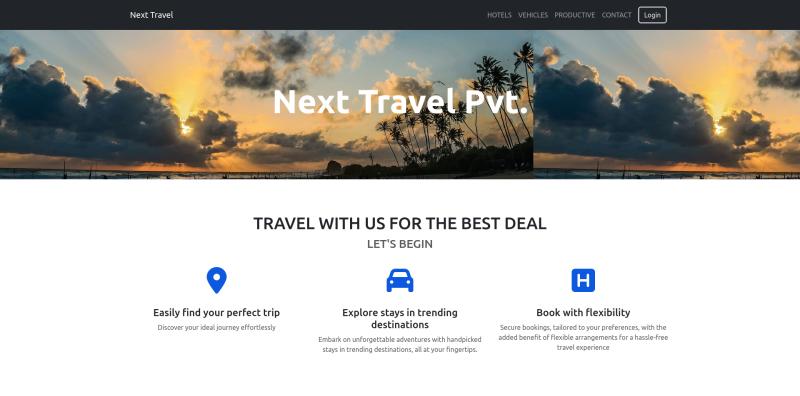 Next Travel
HOTELS VEHICLES PRODUCTIVE CONTACT Login
Next Travel Pvt.
TRAVEL WITH US FOR THE BEST DEAL
LET'S BEGIN
H
Easily find your perfect trip
Discover your ideal journey effortlessly
Explore stays in trending
destinations
Embark on unforgettable adventures with handpicked
stays in trending destinations, all at your fingertips.
Book with flexibility
Secure bookings, tailored to your preferences, with the
added benefit of flexible arrangements for a hassle-free
travel experience